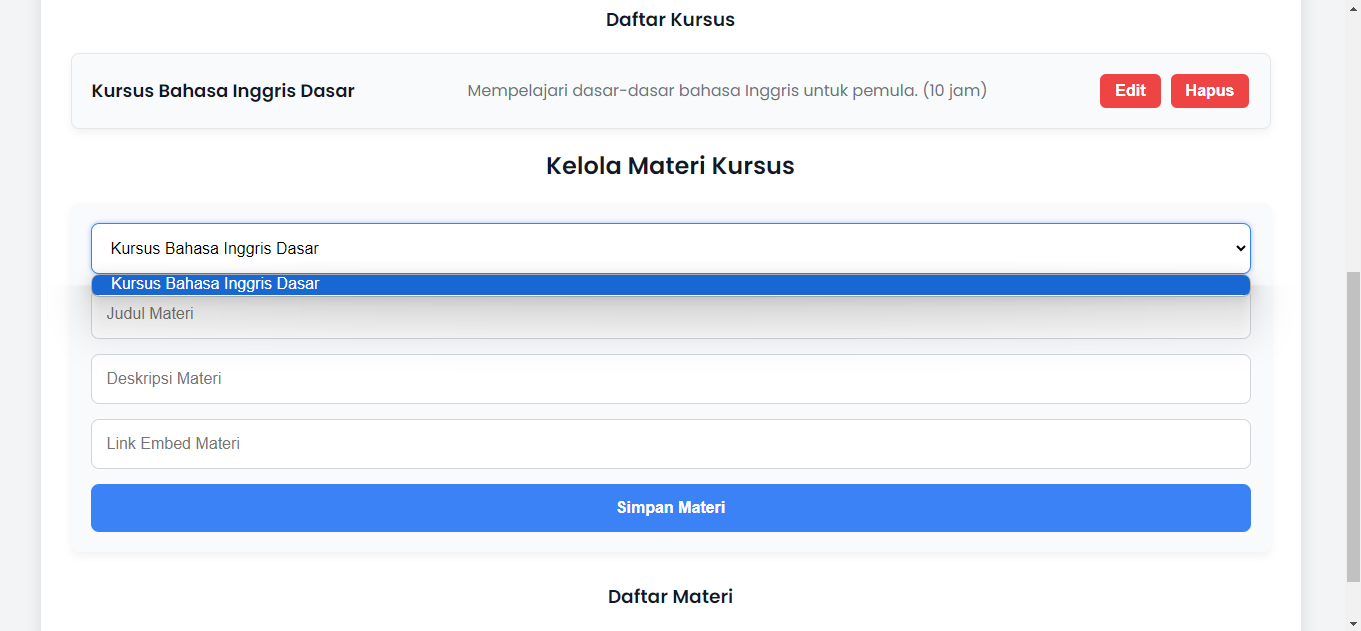 Daftar Kursus
Kursus Bahasa Inggris Dasar Mempelajari dasar-dasar bahasa Inggris untuk pemula. (10 jam) Edit Hapus
Kelola Materi Kursus
Kursus Bahasa Inggris Dasar
Kursus Bahasa Inggris Dasar
Judul Materi
Deskripsi Materi
Link Embed Materi
Simpan Materi
Daftar Materi